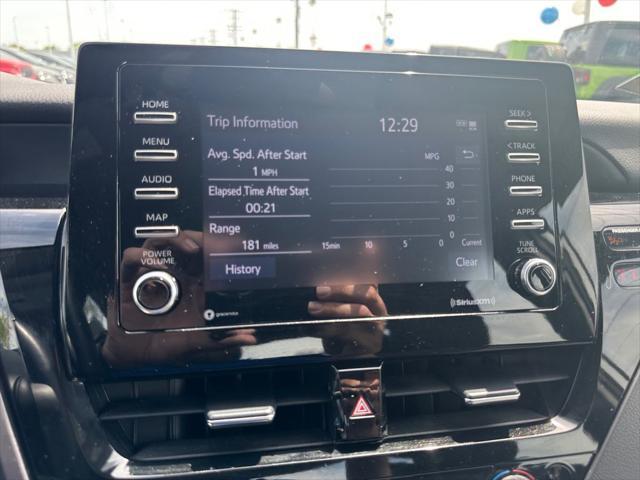 HOME
MENU
AUDIO
MAP
POWER
VOLUME
Trip Information
12:29
Avg. Spd. After Start
1 MPH
Elapsed Time After Start
00:21
Range
181 miles
History
MPG
40
30
20
10
0
15min 10 5 0
Current
Clear
gracenote
SEEK >
< TRACK
PHONE
APPS
TUNE
SCROLL
SiriusXM